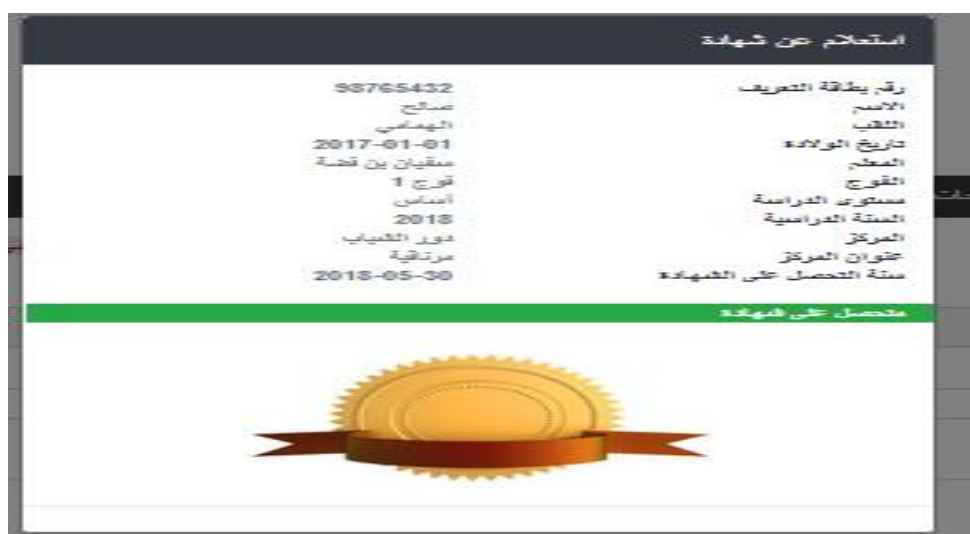 استعلام عن شهادة
رقم بطاقة التعريف 98765432
الاسم صالح
اللقب الهمامي
تاريخ الولادة 2017-01-01
المعلم سفيان بن قضة
الفوج فوج 1
مستوى الدراسة أساس
السنة الدراسية 2018
المركز دور الشباب
عنوان المركز مرناقية
سنة التحصل على الشهادة 2018-05-30
متحصل على شهادة